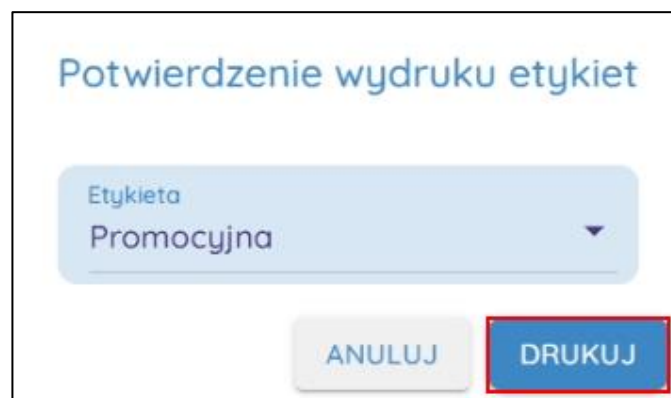 Potwierdzenie wydruku etykiet
Etykieta
Promocyjna
ANULUJ DRUKUJ